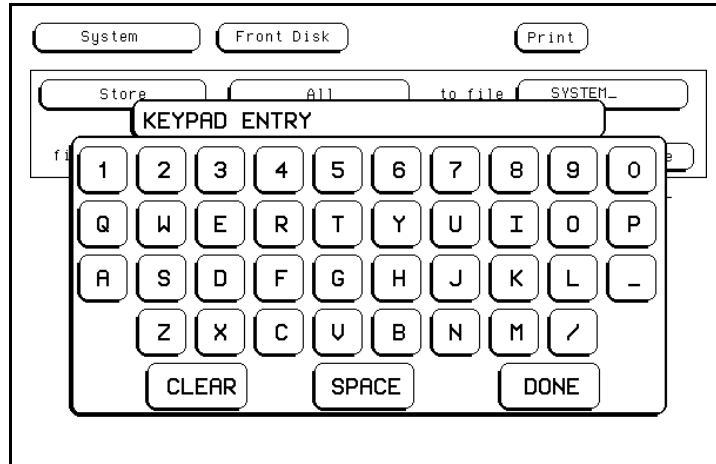 System Front Disk Print
Store All to file SYSTEM_
KEYPAD ENTRY
1 2 3 4 5 6 7 8 9 0
Q W E R T Y U I O P
A S D F G H J K L _
Z X C V B N M /
CLEAR SPACE DONE